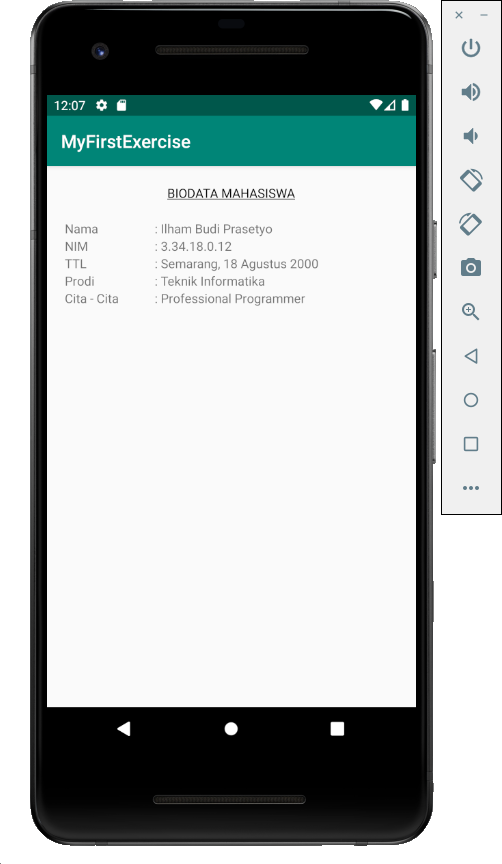 12:07
MyFirstExercise
BIODATA MAHASISWA
Nama : Ilham Budi Prasetyo
NIM : 3.34.18.0.12
TTL : Semarang, 18 Agustus 2000
Prodi : Teknik Informatika
Cita - Cita : Professional Programmer